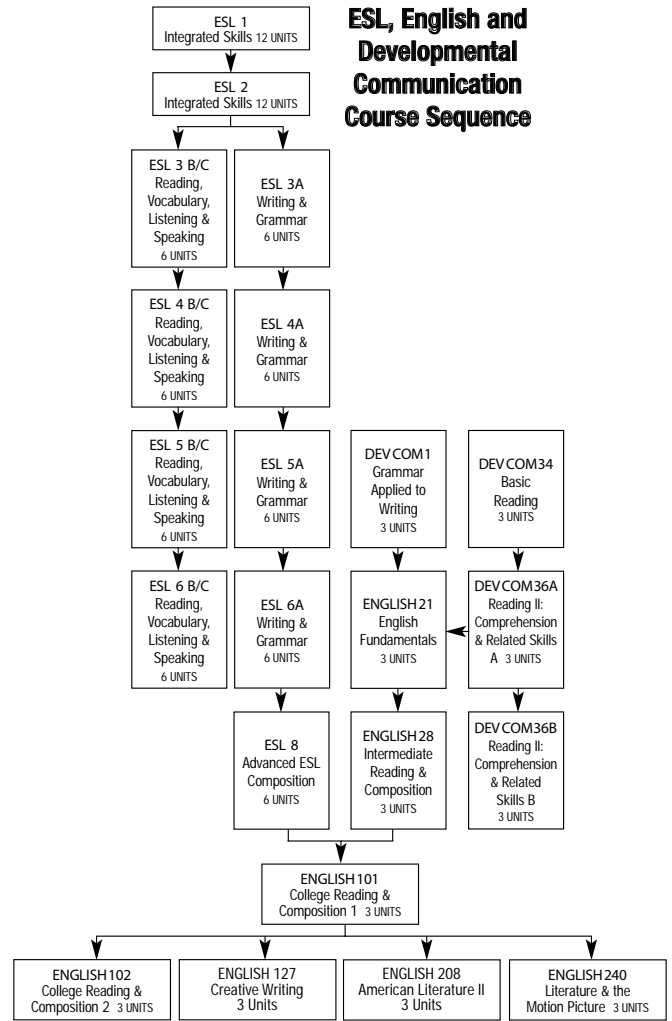 ESL, English and
Developmental
Communication
Course Sequence
ESL 1
Integrated Skills 12 UNITS
ESL 2
Integrated Skills 12 UNITS
ESL 3 B/C
Reading,
Vocabulary,
Listening &
Speaking
6 UNITS
ESL 3A
Writing &
Grammar
6 UNITS
ESL 4 B/C
Reading,
Vocabulary,
Listening &
Speaking
6 UNITS
ESL 4A
Writing &
Grammar
6 UNITS
ESL 5 B/C
Reading,
Vocabulary,
Listening &
Speaking
6 UNITS
ESL 5A
Writing &
Grammar
6 UNITS
DEV COM 1
Grammar
Applied to
Writing
3 UNITS
DEV COM 34
Basic
Reading
3 UNITS
ESL 6 B/C
Reading,
Vocabulary,
Listening &
Speaking
6 UNITS
ESL 6A
Writing &
Grammar
6 UNITS
ENGLISH 21
English
Fundamentals
3 UNITS
DEV COM 36A
Reading II:
Comprehension
& Related Skills
A 3 UNITS
ESL 8
Advanced ESL
Composition
6 UNITS
ENGLISH 28
Intermediate
Reading &
Composition
3 UNITS
DEV COM 36B
Reading II:
Comprehension
& Related
Skills B
3 UNITS
ENGLISH 101
College Reading &
Composition 1 3 UNITS
ENGLISH 102
College Reading &
Composition 2 3 UNITS
ENGLISH 127
Creative Writing
3 Units
ENGLISH 208
American Literature II
3 Units
ENGLISH 240
Literature & the
Motion Picture 3 UNITS